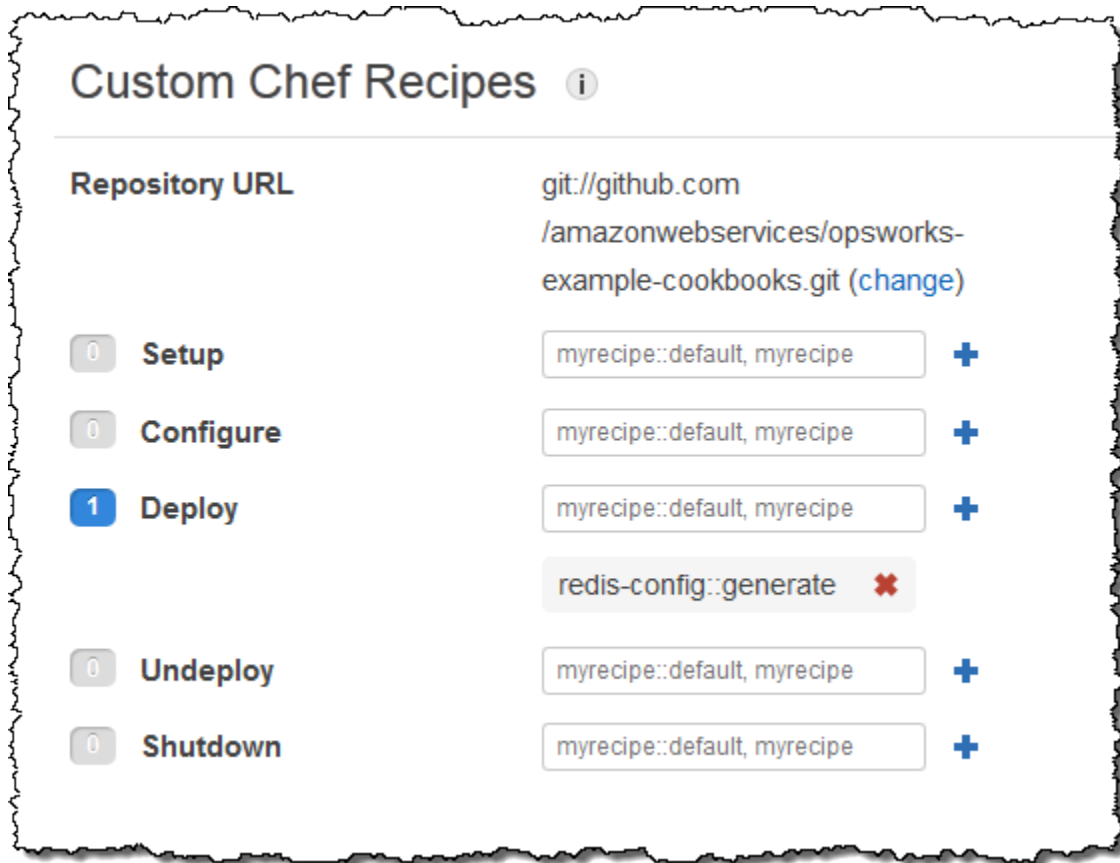 Custom Chef Recipes i
Repository URL git://github.com
/amazonwebservices/opsworks-
example-cookbooks.git (change)
0 Setup myrecipe::default, myrecipe
0 Configure myrecipe::default, myrecipe
1 Deploy myrecipe::default, myrecipe
redis-config::generate
0 Undeploy myrecipe::default, myrecipe
0 Shutdown myrecipe::default, myrecipe